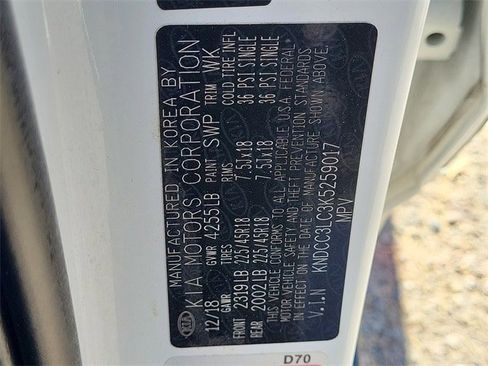 MANUFACTURED IN KOREA BY
KIA KIA MOTORS CORPORATION
12/18 GVWR 4255LB PAINT SWP TRIM WK
GAWR RIMS COLD TIRE INFL
FRONT 2319LB 225/45R18 7.5Jx18 36 PSI SINGLE
REAR 2002LB 225/45R18 7.5Jx18 36 PSI SINGLE
THIS VEHICLE CONFORMS TO ALL APPLICABLE U.S.A FEDERAL
MOTOR VEHICLE SAFETY AND THEFT PREVENTION STANDARDS
IN EFFECT ON THE DATE OF MANUFACTURE SHOWN ABOVE.
V.I.N KNDCC3LC3K5259017
MPV
D70